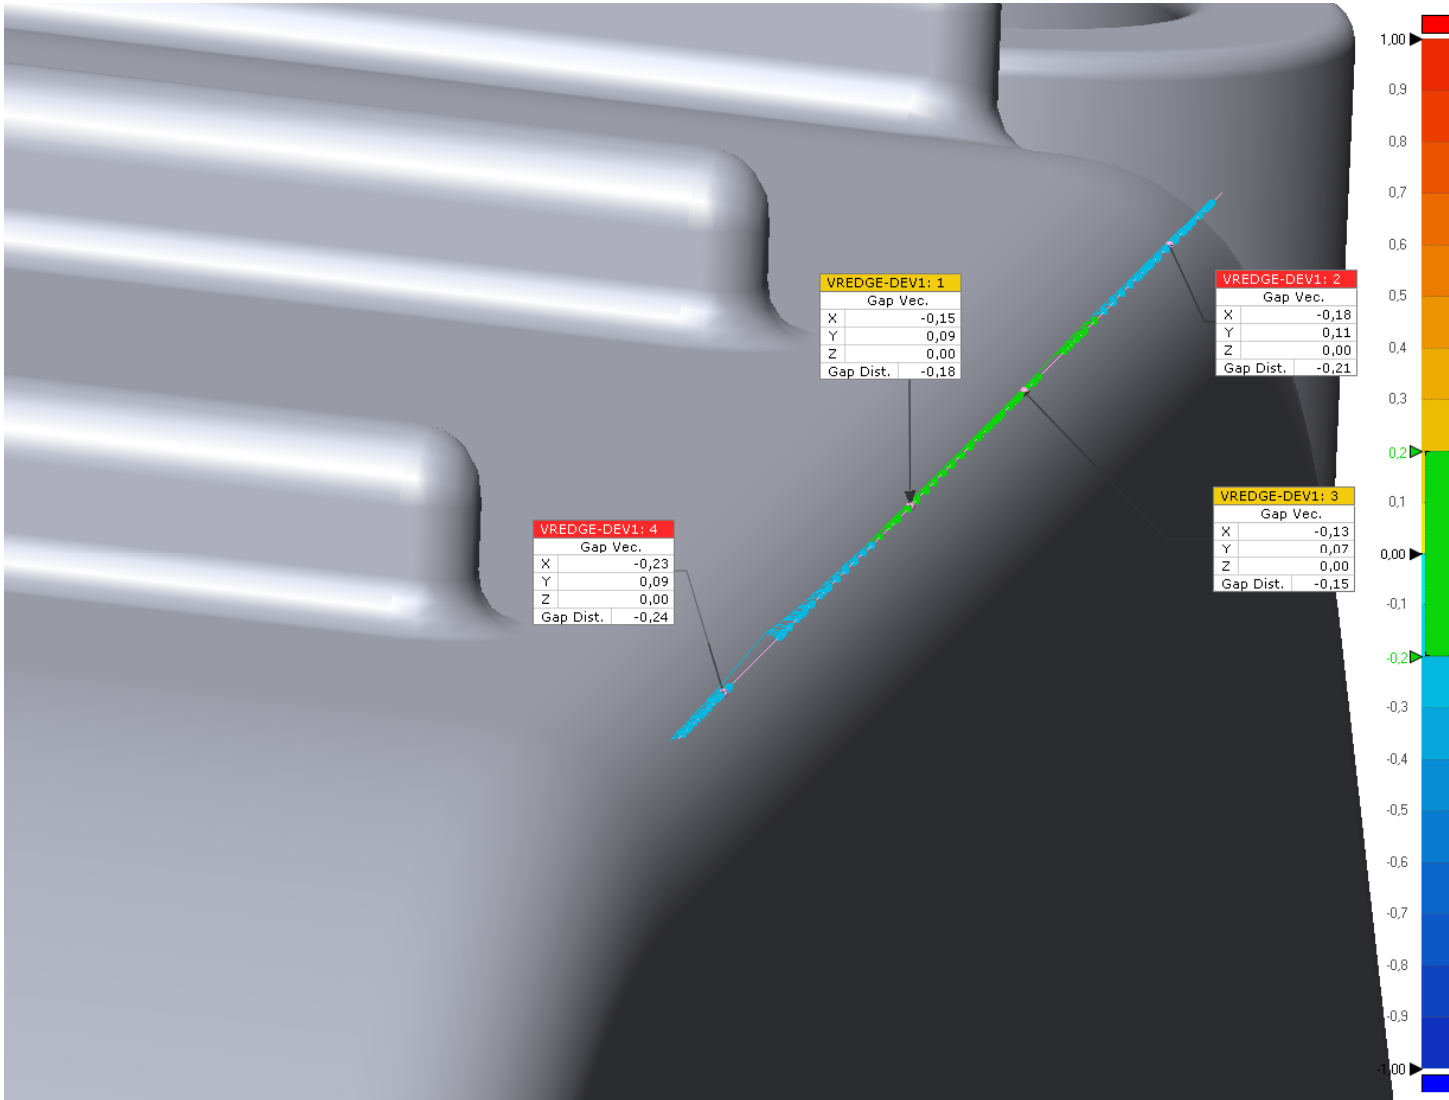 VREDGE-DEV1: 1
Gap Vec.
X -0,15
Y 0,09
Z 0,00
Gap Dist. -0,18
VREDGE-DEV1: 2
Gap Vec.
X -0,18
Y 0,11
Z 0,00
Gap Dist. -0,21
VREDGE-DEV1: 3
Gap Vec.
X -0,13
Y 0,07
Z 0,00
Gap Dist. -0,15
VREDGE-DEV1: 4
Gap Vec.
X -0,23
Y 0,09
Z 0,00
Gap Dist. -0,24
1,00
0,9
0,8
0,7
0,6
0,5
0,4
0,3
0,2
0,1
0,00
-0,1
-0,2
-0,3
-0,4
-0,5
-0,6
-0,7
-0,8
-0,9
-1,00